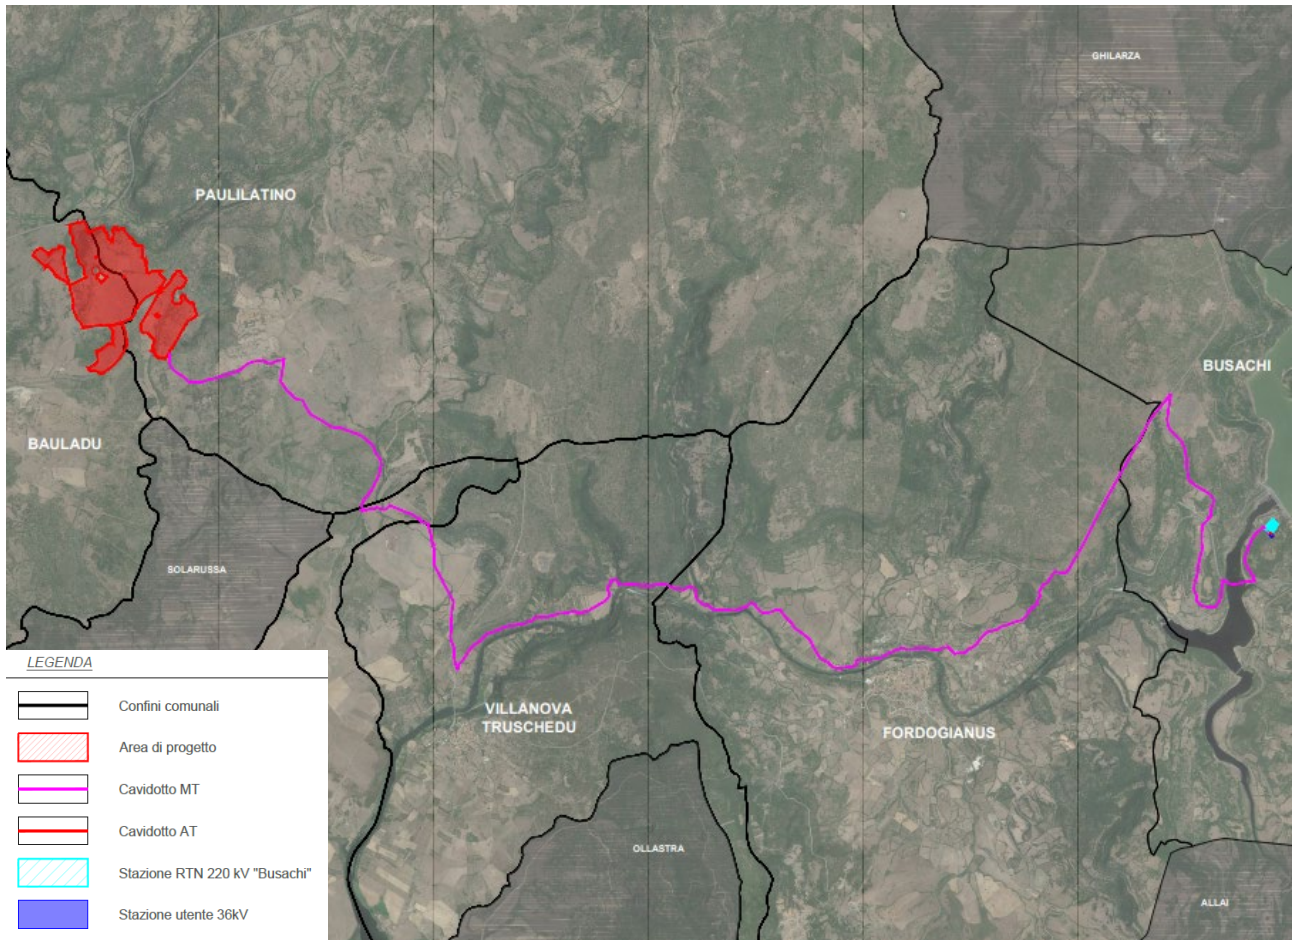 GHILARZA
PAULILATINO
BUSACHI
BAULADU
SOLARUSSA
VILLANOVA
TRUSCHEDU
FORDOGIANUS
OLLASTRA
ALLAI
LEGENDA
Confini comunali
Area di progetto
Cavidotto MT
Cavidotto AT
Stazione RTN 220 kV "Busachi"
Stazione utente 36kV